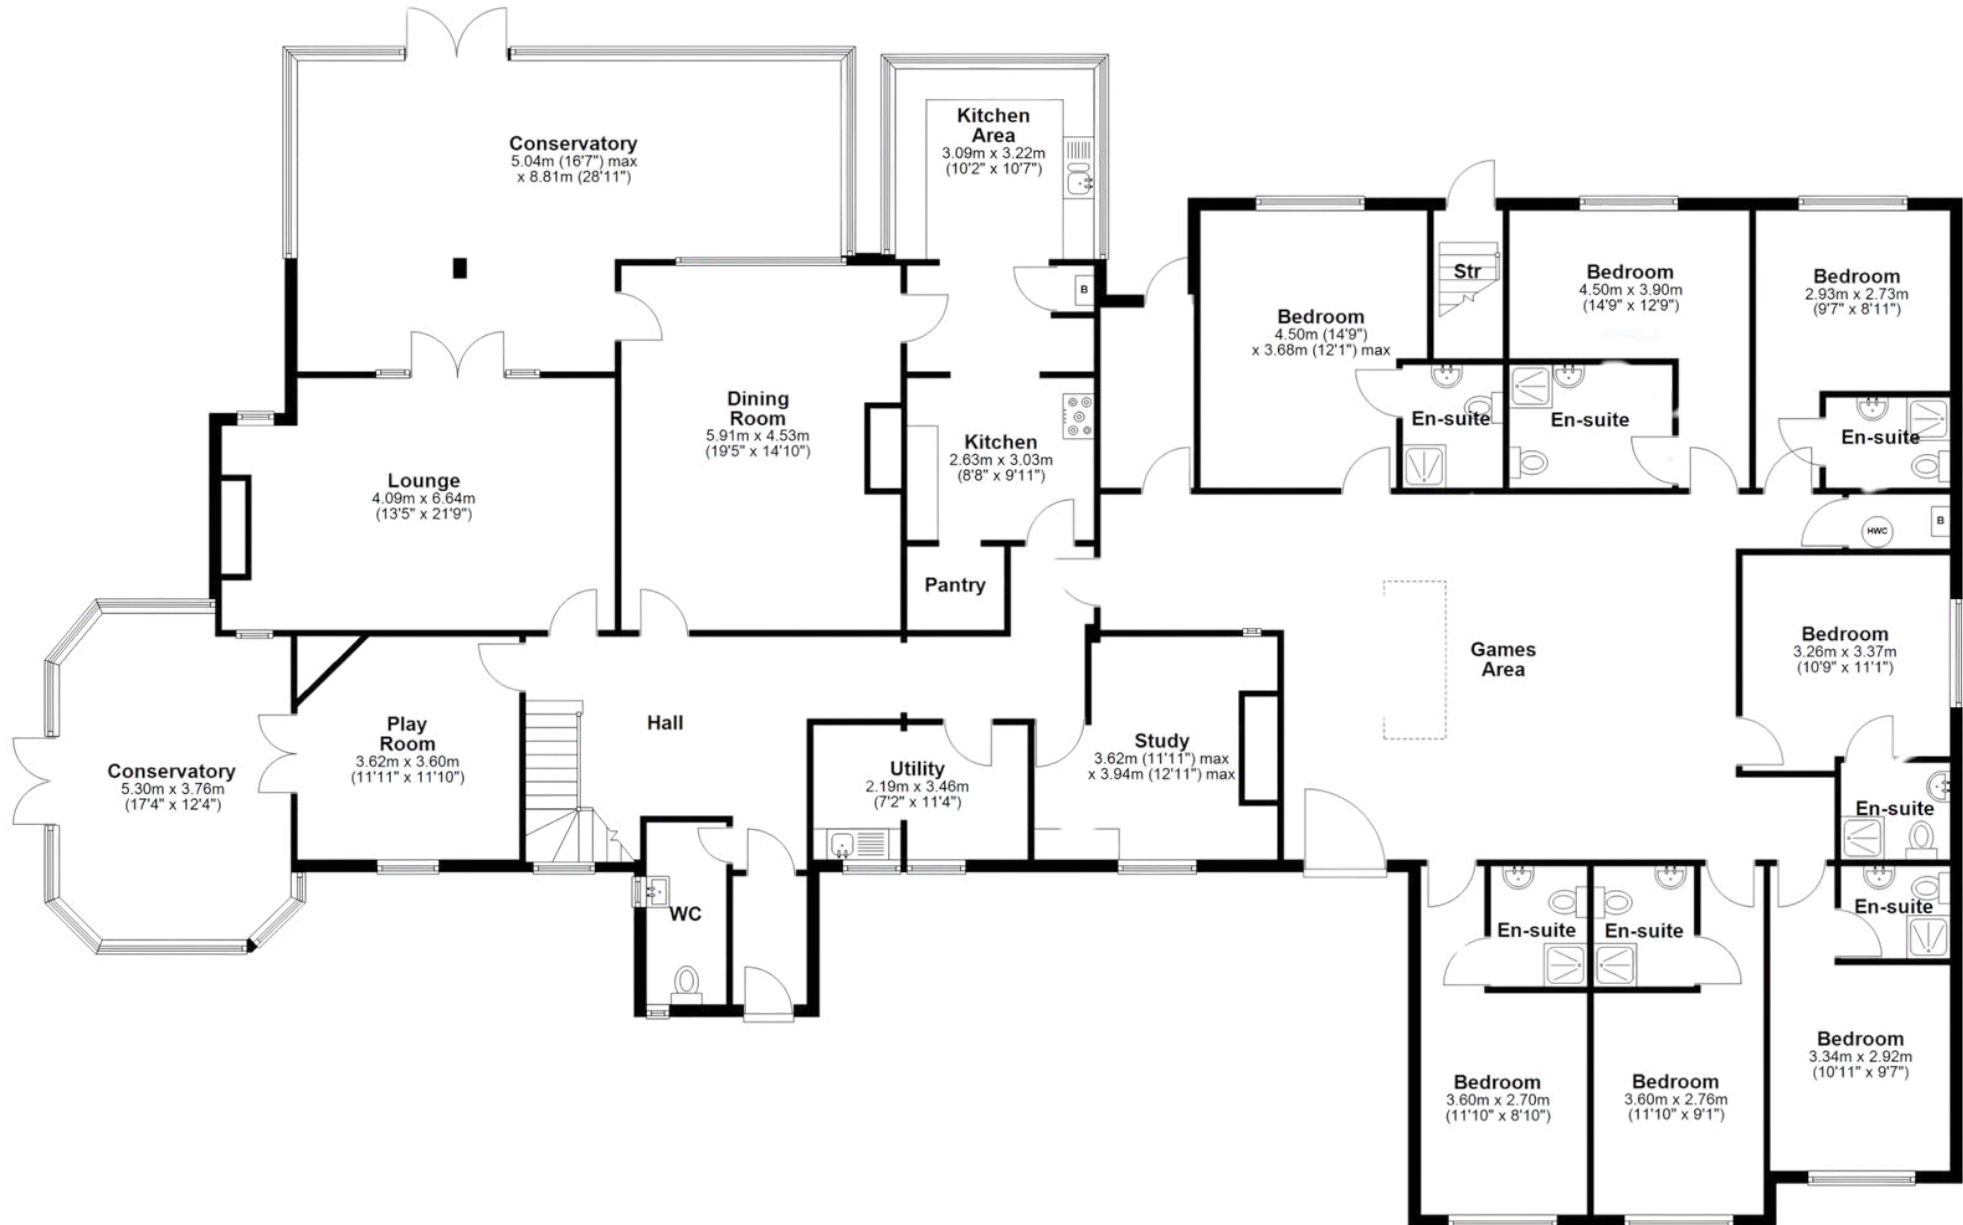 Conservatory
5.04m (16'7") max
x 8.81m (28'11")
Kitchen
Area
3.09m x 3.22m
(10'2" x 10'7")
B
Str
Bedroom
4.50m (14'9")
x 3.68m (12'1") max
Bedroom
4.50m x 3.90m
(14'9" x 12'9")
Bedroom
2.93m x 2.73m
(9'7" x 8'11")
Dining
Room
5.91m x 4.53m
(19'5" x 14'10")
Kitchen
2.63m x 3.03m
(8'8" x 9'11")
En-suite
En-suite
En-suite
Lounge
4.09m x 6.64m
(13'5" x 21'9")
HWC
B
Pantry
Games
Area
Bedroom
3.26m x 3.37m
(10'9" x 11'1")
Conservatory
5.30m x 3.76m
(17'4" x 12'4")
Play
Room
3.62m x 3.60m
(11'11" x 11'10")
Hall
Utility
2.19m x 3.46m
(7'2" x 11'4")
Study
3.62m (11'11") max
x 3.94m (12'11") max
En-suite
WC
En-suite
En-suite
En-suite
Bedroom
3.60m x 2.70m
(11'10" x 8'10")
Bedroom
3.60m x 2.76m
(11'10" x 9'1")
Bedroom
3.34m x 2.92m
(10'11" x 9'7")